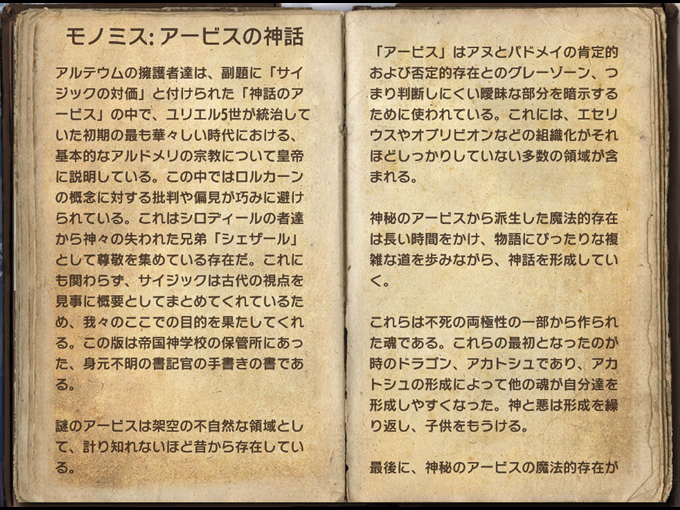 モノミス: アービスの神話
アルテウムの擁護者達は、副題に「サイ
ジックの対価」と付けられた「神話のア
ービス」の中で、ユリエル5世が統治して
いた初期の最も華々しい時代における、
基本的なアルドメリの宗教について皇帝
に説明している。この中ではロルカーン
の概念に対する批判や偏見が巧みに避け
られている。これはシロディールの者達
から神々の失われた兄弟「シェザール」
として尊敬を集めている存在だ。これに
も関わらず、サイジックは古代の視点を
見事に概要としてまとめてくれているた
め、我々のここでの目的を果たしてくれ
る。この版は帝国神学校の保管所にあっ
た、身元不明の書記官の手書きの書であ
る。
謎のアービスは架空の不自然な領域とし
て、計り知れないほど昔から存在してい
る。
「アービス」はアヌとパドメイの肯定的
および否定的存在とのグレーゾーン、つ
まり判断しにくい曖昧な部分を暗示する
ために使われている。これには、エセリ
ウスやオブリビオンなどの組織化がそれ
ほどしっかりしていない多数の領域が含
まれる。
神秘のアービスから派生した魔法的存在
は長い時間をかけ、物語にぴったりな複
雑な道を歩みながら、神話を形成してい
く。
これらは不死の両極性の一部から作られ
た魂である。これらの最初となったのが
時のドラゴン、アカトシュであり、アカ
トシュの形成によって他の魂が自分達を
形成しやすくなった。神と悪は形成を繰
り返し、子供をもうける。
最後に、神秘のアービスの魔法的存在が